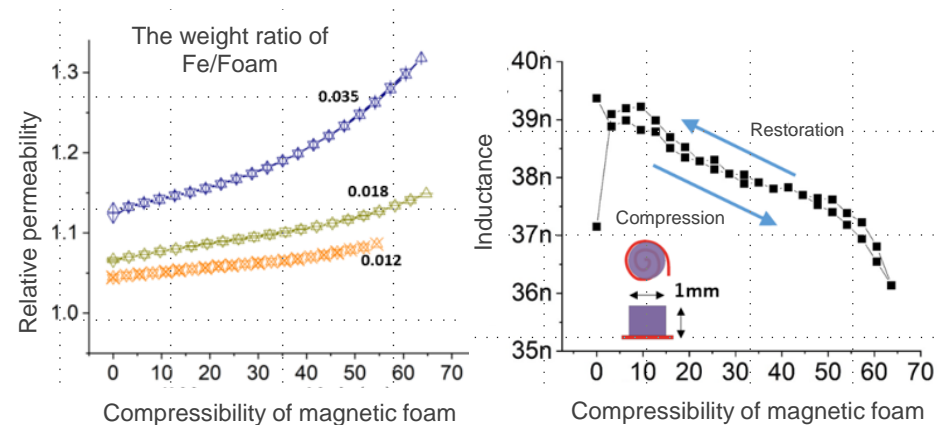 The weight ratio of
Fe/Foam
1.3
0.035
1.2
0.018
1.1
0.012
1.0
Relative permeability
0 10 20 30 40 50 60 70
Compressibility of magnetic foam
40n
39n
Restoration
38n
Compression
37n
1mm
36n
35n
Inductance
0 10 20 30 40 50 60 70
Compressibility of magnetic foam